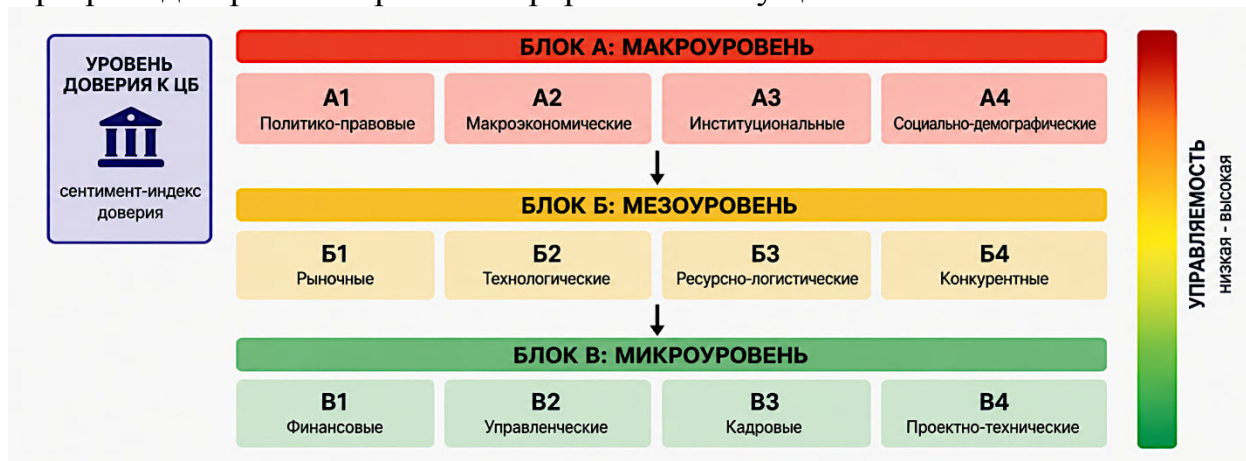 УРОВЕНЬ
ДОВЕРИЯ К ЦБ
сентимент-индекс
доверия
БЛОК А: МАКРОУРОВЕНЬ
А1
Политико-правовые
А2
Макроэкономические
А3
Институциональные
А4
Социально-демографические
БЛОК Б: МЕЗОУРОВЕНЬ
Б1
Рыночные
Б2
Технологические
Б3
Ресурсно-логистические
Б4
Конкурентные
БЛОК В: МИКРОУРОВЕНЬ
В1
Финансовые
В2
Управленческие
В3
Кадровые
В4
Проектно-технические
УПРАВЛЯЕМОСТЬ
низкая - высокая